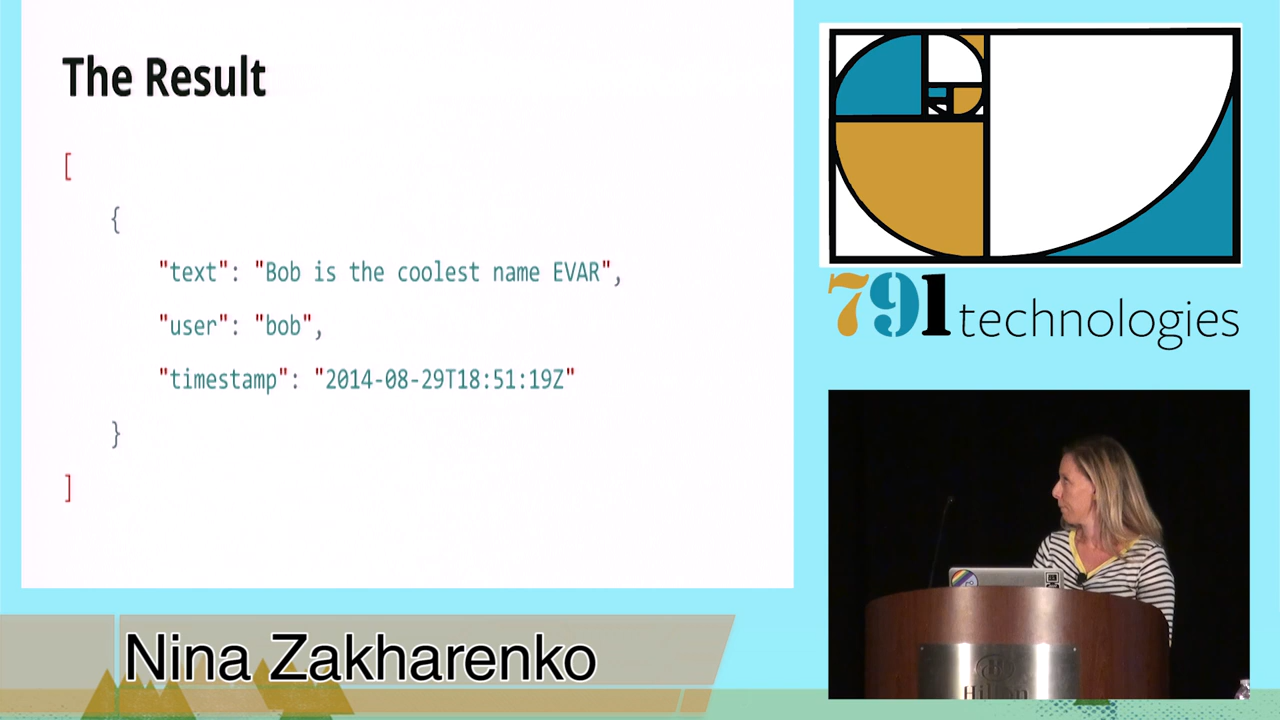 The Result
[
{
"text": "Bob is the coolest name EVAR",
"user": "bob",
"timestamp": "2014-08-29T18:51:19Z"
}
]
791 technologies
Hilton
Nina Zakharenko